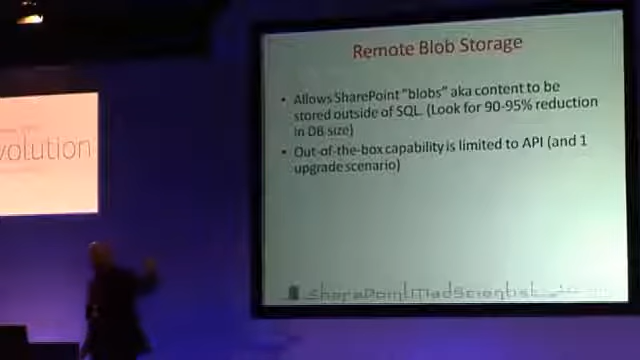 Remote Blob Storage
• Allows SharePoint "blobs" aka content to be
stored outside of SQL. (Look for 90-95% reduction
in DB size)
• Out-of-the-box capability is limited to API (and 1
upgrade scenario)
SharePointMadScientist
volution